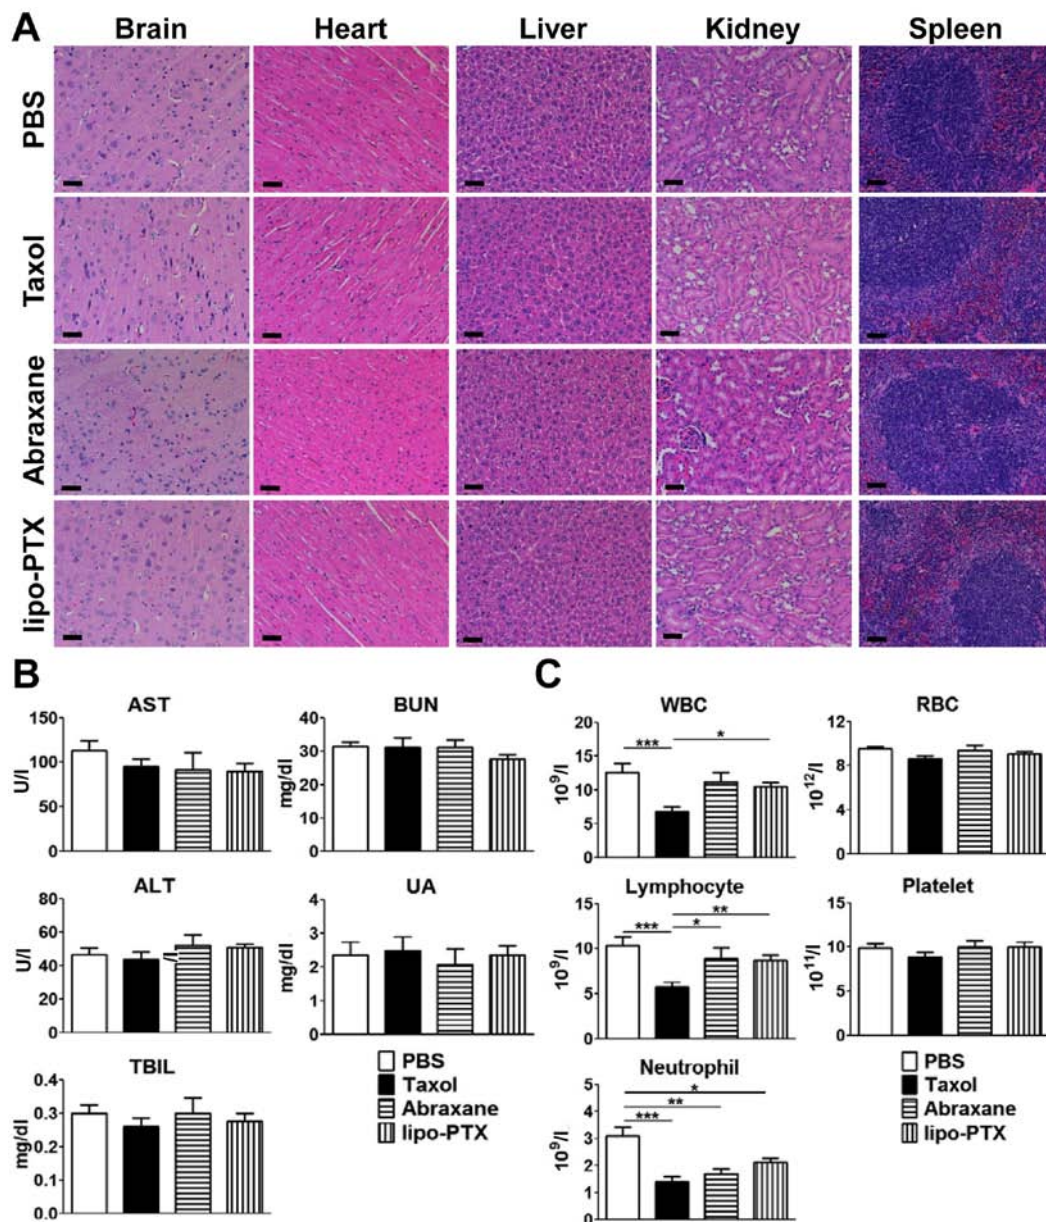 A
Brain Heart Liver Kidney Spleen
PBS
Taxol
Abraxane
lipo-PTX
B
AST
150
100
50
0
U/l
BUN
40
30
20
10
0
mg/dl
ALT
80
60
40
20
0
U/l
/l
UA
4
3
2
1
0
mg/dl
TBIL
0.4
0.3
0.2
0.1
0.0
mg/dl
PBS
Taxol
Abraxane
lipo-PTX
C
WBC
20
15
10
5
0
10⁹/l
***
*
RBC
12
9
6
3
0
10¹²/l
Lymphocyte
15
10
5
0
10⁹/l
**
***
*
Platelet
15
10
5
0
10¹¹/l
Neutrophil
5
4
3
2
1
0
10⁹/l
*
**
***
PBS
Taxol
Abraxane
lipo-PTX